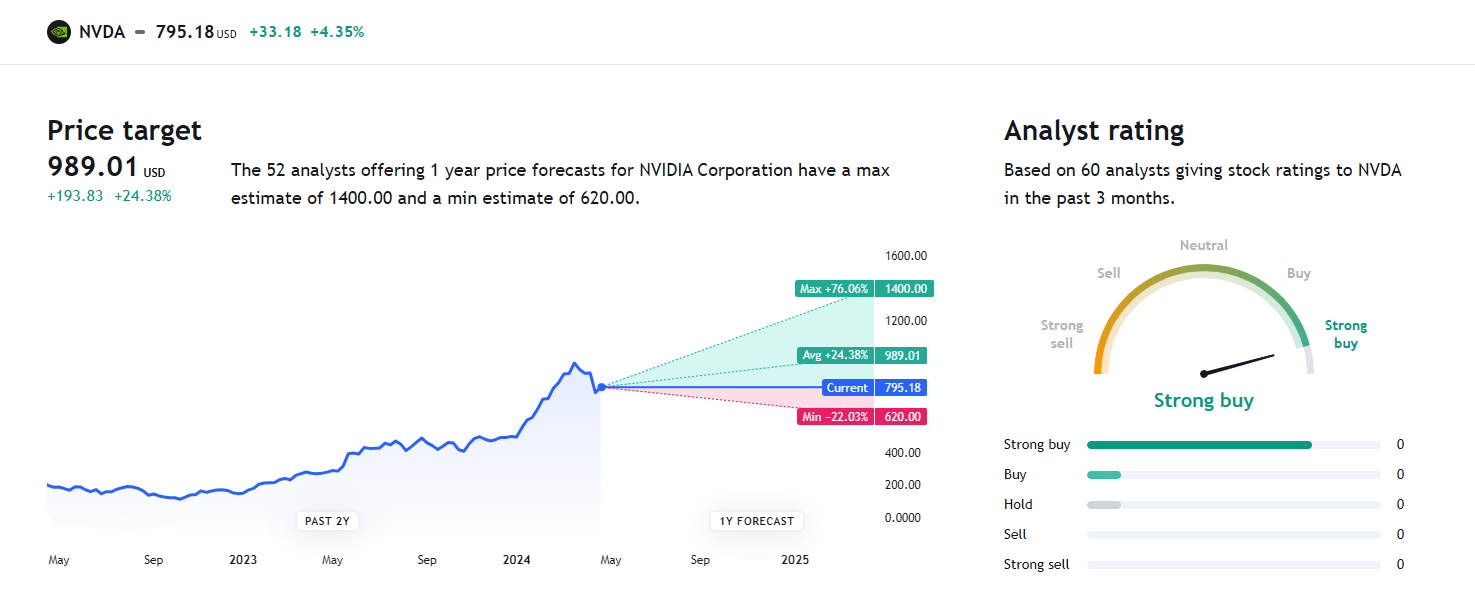 NVDA 795.18 USD +33.18 +4.35%
Price target
989.01 USD
+193.83 +24.38%
The 52 analysts offering 1 year price forecasts for NVIDIA Corporation have a max
estimate of 1400.00 and a min estimate of 620.00.
1600.00
Max +76.06% 1400.00
1200.00
Avg +24.38% 989.01
Current 795.18
Min −22.03% 620.00
400.00
200.00
0.0000
PAST 2Y
1Y FORECAST
May Sep 2023 May Sep 2024 May Sep 2025
Analyst rating
Based on 60 analysts giving stock ratings to NVDA
in the past 3 months.
Neutral
Sell
Buy
Strong
sell
Strong
buy
Strong buy
Strong buy 0
Buy 0
Hold 0
Sell 0
Strong sell 0